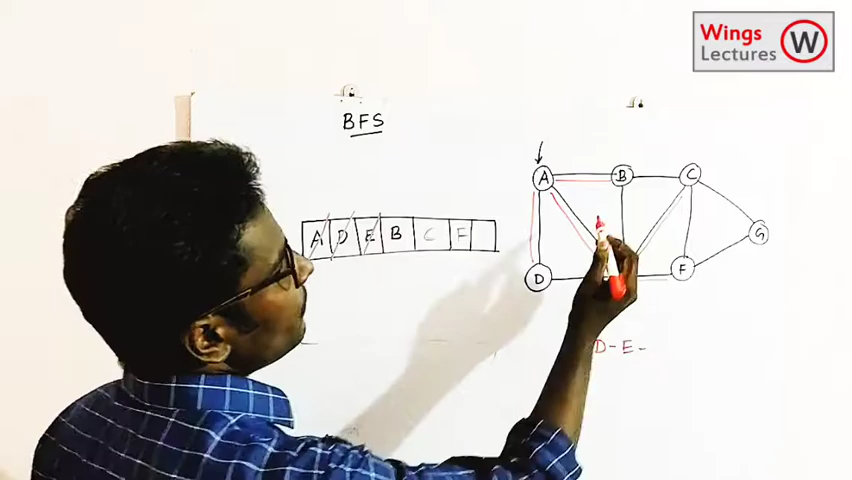 Wings
Lectures W
BFS
A B C
A D E B C F
G
D F
D-E-